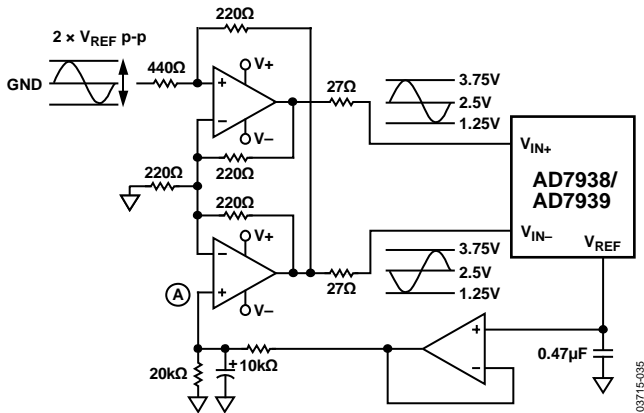 220Ω
2 × VREF p-p
GND
440Ω
V+
+
−
V−
27Ω
3.75V
2.5V
1.25V
220Ω
220Ω
220Ω
VIN+
AD7938/
AD7939
VIN−
VREF
V+
−
+
V−
A
27Ω
3.75V
2.5V
1.25V
20kΩ
+
10kΩ
+
−
0.47µF
03715-035